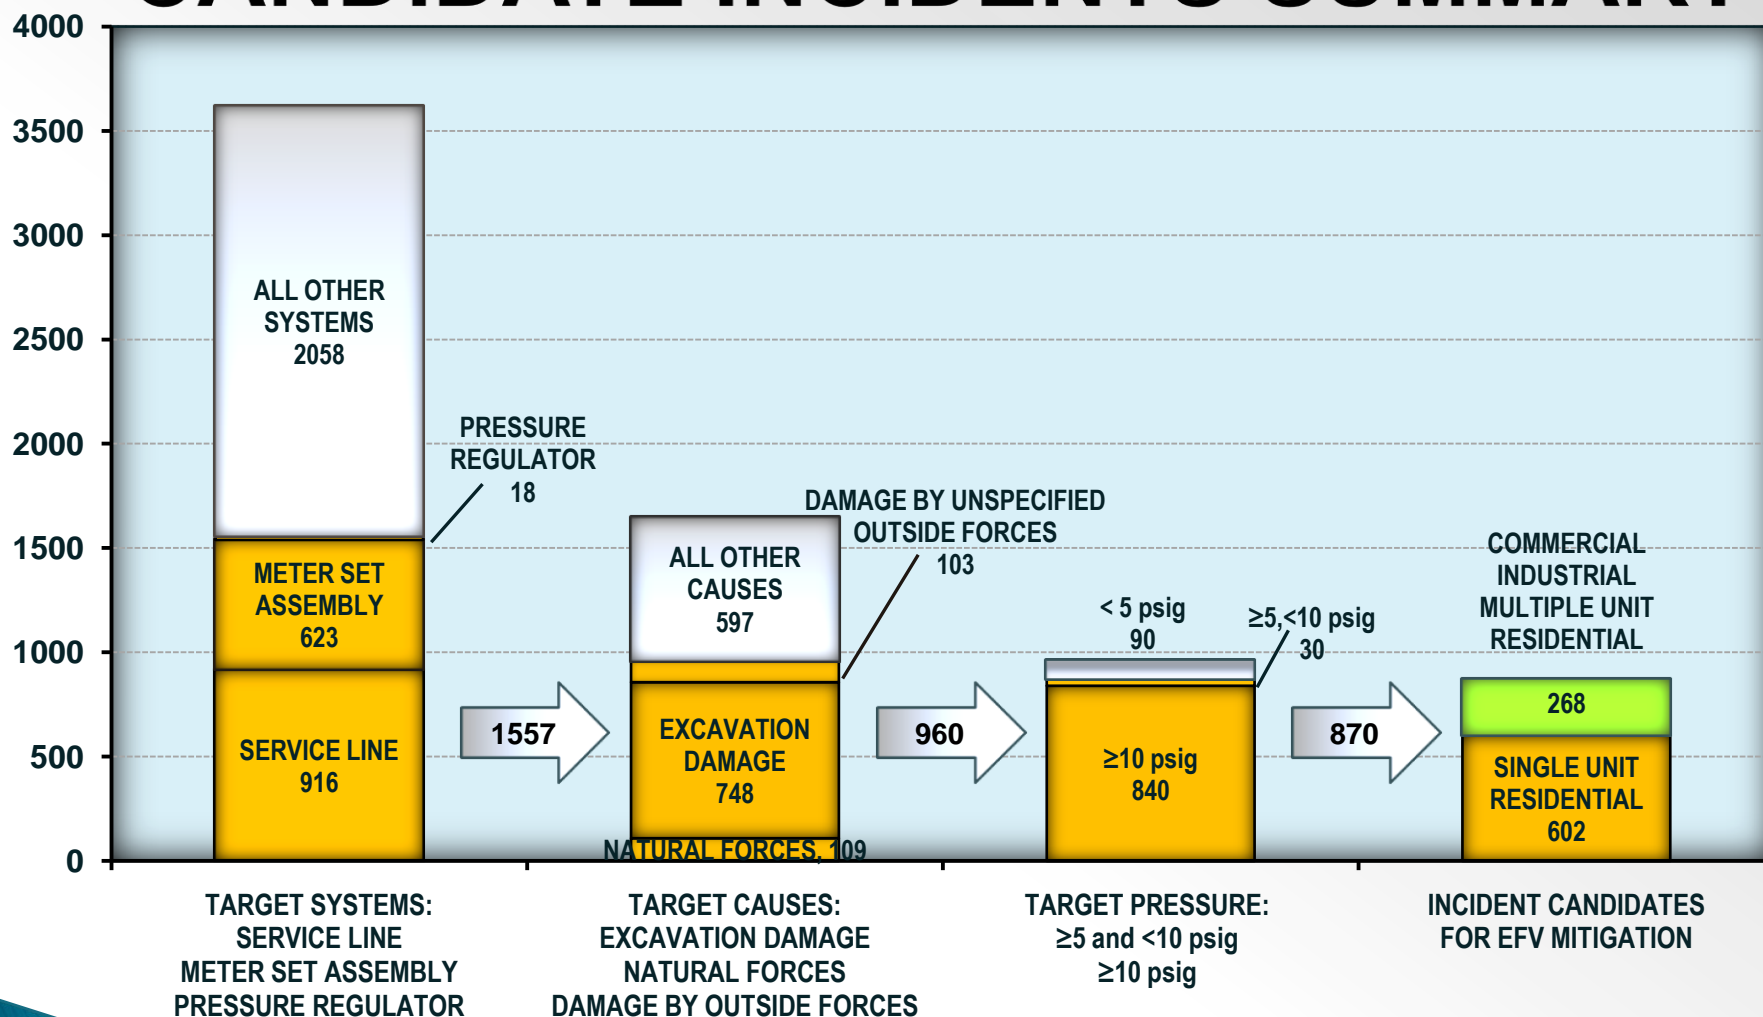 CANDIDATE INCIDENTS SUMMARY
4000
3500
3000
2500
2000
1500
1000
500
0
ALL OTHER
SYSTEMS
2058
PRESSURE
REGULATOR
18
METER SET
ASSEMBLY
623
SERVICE LINE
916
1557
DAMAGE BY UNSPECIFIED
OUTSIDE FORCES
103
ALL OTHER
CAUSES
597
EXCAVATION
DAMAGE
748
NATURAL FORCES, 109
960
< 5 psig
90
≥5,<10 psig
30
≥10 psig
840
870
COMMERCIAL
INDUSTRIAL
MULTIPLE UNIT
RESIDENTIAL
268
SINGLE UNIT
RESIDENTIAL
602
TARGET SYSTEMS:
SERVICE LINE
METER SET ASSEMBLY
PRESSURE REGULATOR
TARGET CAUSES:
EXCAVATION DAMAGE
NATURAL FORCES
DAMAGE BY OUTSIDE FORCES
TARGET PRESSURE:
≥5 and <10 psig
≥10 psig
INCIDENT CANDIDATES
FOR EFV MITIGATION